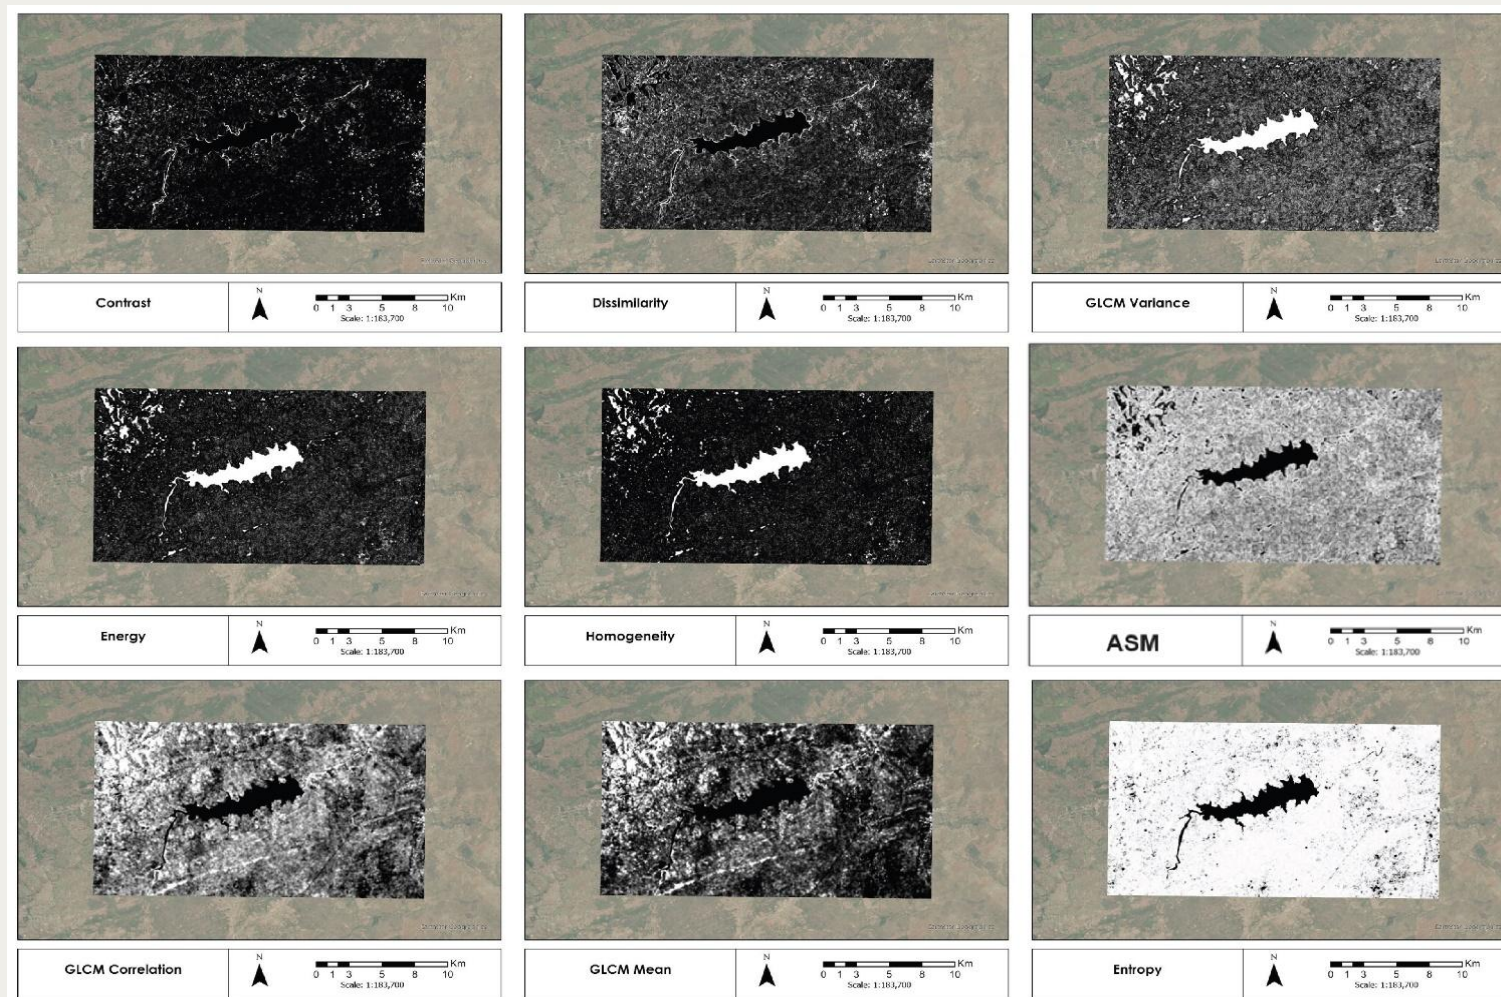 Contrast
N
Km
0 1 3 5 8 10
Scale: 1:183,700
Dissimilarity
N
Km
0 1 3 5 8 10
Scale: 1:183,700
GLCM Variance
N
Km
0 1 3 5 8 10
Scale: 1:183,700
Energy
N
Km
0 1 3 5 8 10
Scale: 1:183,700
Homogeneity
N
Km
0 1 3 5 8 10
Scale: 1:183,700
ASM
N
Km
0 1 3 5 8 10
Scale: 1:183,700
GLCM Correlation
N
Km
0 1 3 5 8 10
Scale: 1:183,700
GLCM Mean
N
Km
0 1 3 5 8 10
Scale: 1:183,700
Entropy
N
Km
0 1 3 5 8 10
Scale: 1:183,700